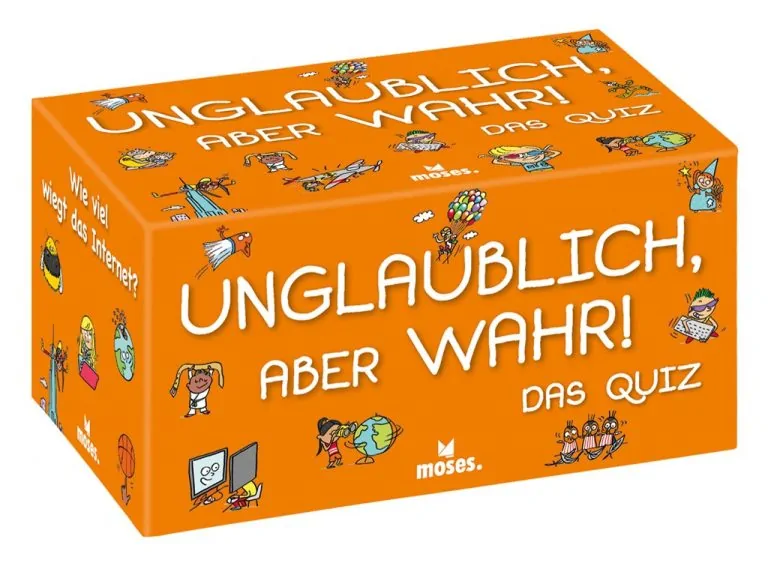 UNGLAUBLICH,
ABER WAHR!
DAS QUIZ
moses.
Wie viel
wiegt das Internet?
moses.
UNGLAUBLICH,
ABER WAHR!
DAS QUIZ
moses.